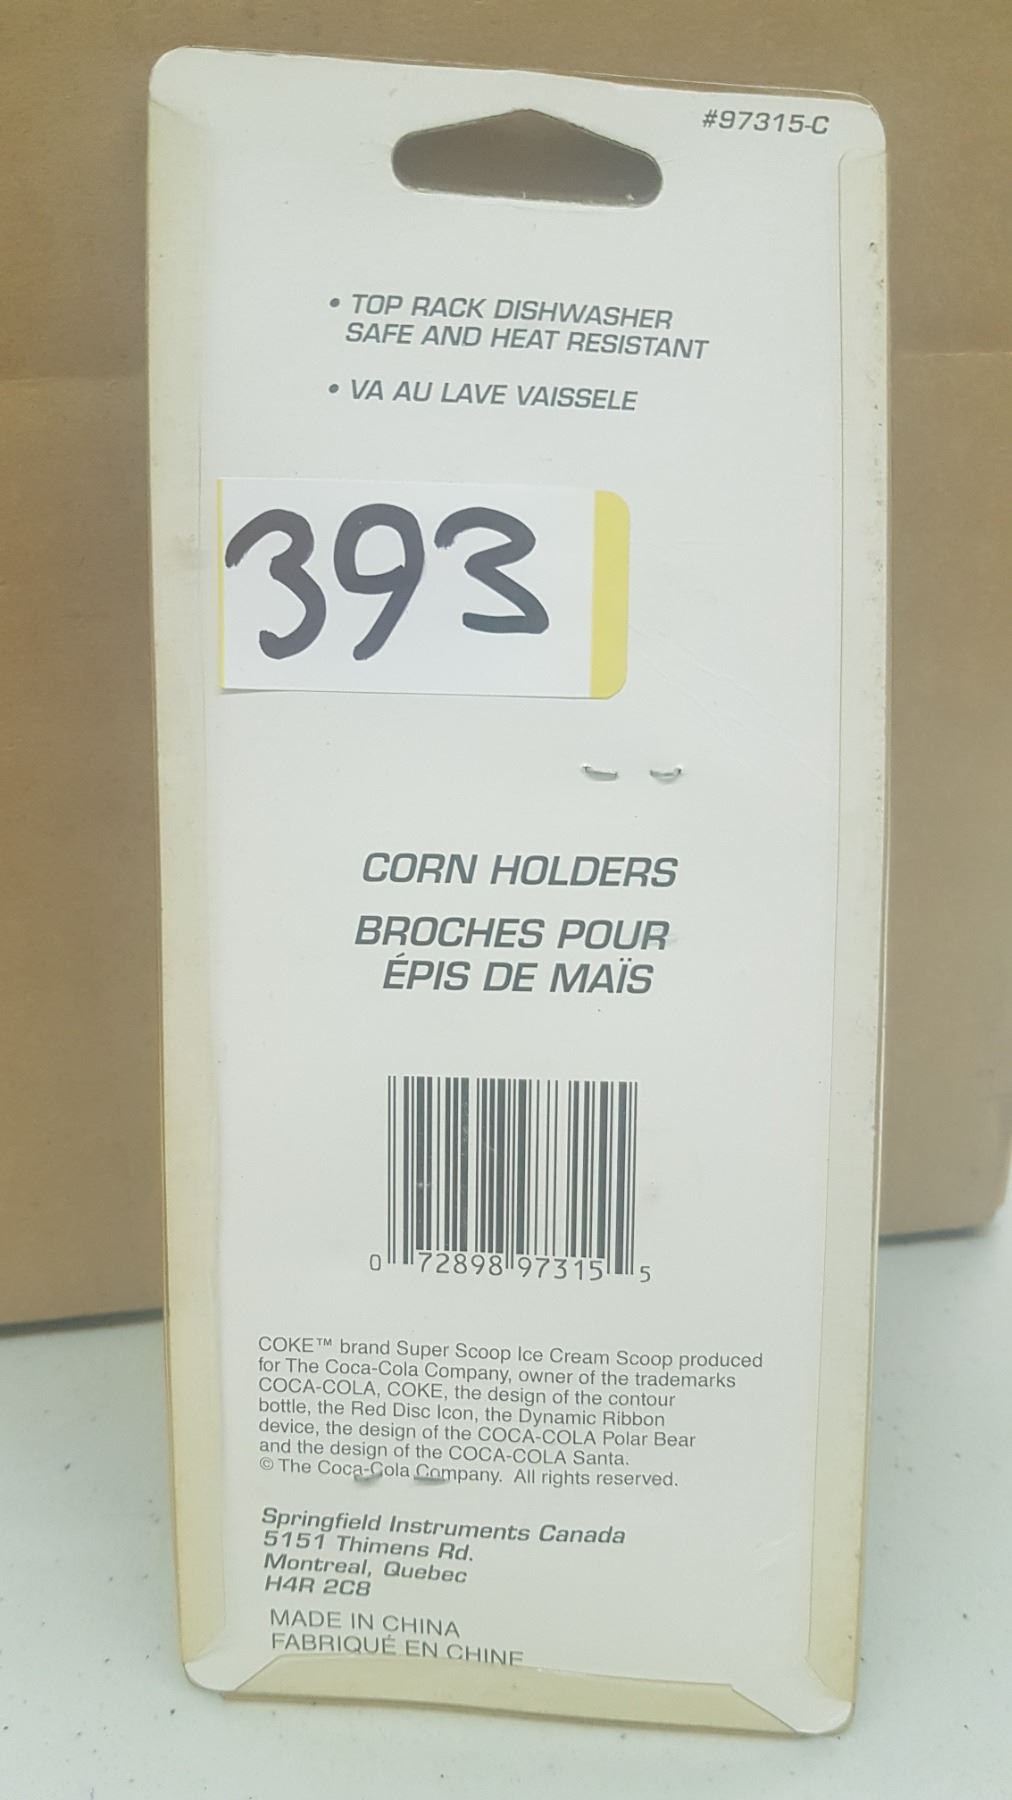 #97315-C
• TOP RACK DISHWASHER
SAFE AND HEAT RESISTANT
• VA AU LAVE VAISSELE
393
CORN HOLDERS
BROCHES POUR
ÉPIS DE MAÏS
0 72898 97315 5
COKE™ brand Super Scoop Ice Cream Scoop produced
for The Coca-Cola Company, owner of the trademarks
COCA-COLA, COKE, the design of the contour
bottle, the Red Disc Icon, the Dynamic Ribbon
device, the design of the COCA-COLA Polar Bear
and the design of the COCA-COLA Santa.
© The Coca-Cola Company. All rights reserved.
Springfield Instruments Canada
5151 Thimens Rd.
Montreal, Quebec
H4R 2C8
MADE IN CHINA
FABRIQUÉ EN CHINE